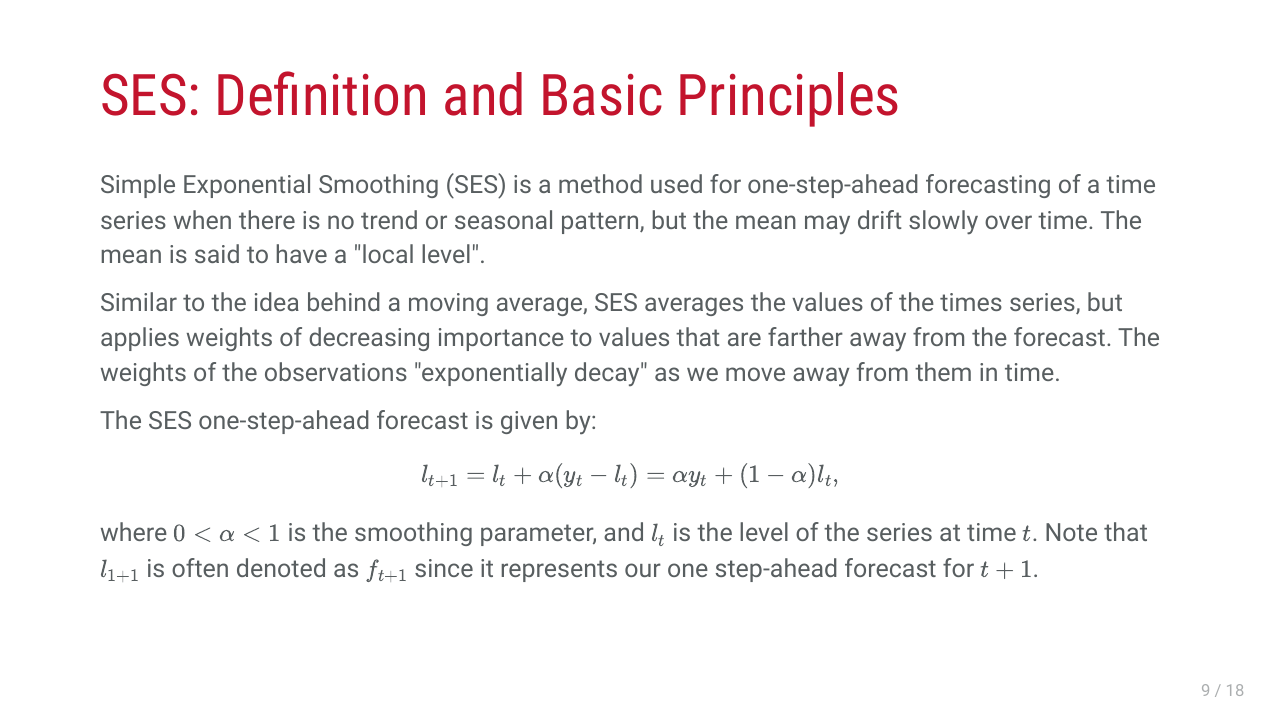 SES: Definition and Basic Principles
Simple Exponential Smoothing (SES) is a method used for one-step-ahead forecasting of a time
series when there is no trend or seasonal pattern, but the mean may drift slowly over time. The
mean is said to have a "local level".
Similar to the idea behind a moving average, SES averages the values of the times series, but
applies weights of decreasing importance to values that are farther away from the forecast. The
weights of the observations "exponentially decay" as we move away from them in time.
The SES one-step-ahead forecast is given by:
l_{t+1} = l_t + α(y_t − l_t) = αy_t + (1 − α)l_t,
where 0 < α < 1 is the smoothing parameter, and l_t is the level of the series at time t. Note that
l_{1+1} is often denoted as f_{t+1} since it represents our one step-ahead forecast for t + 1.
9 / 18